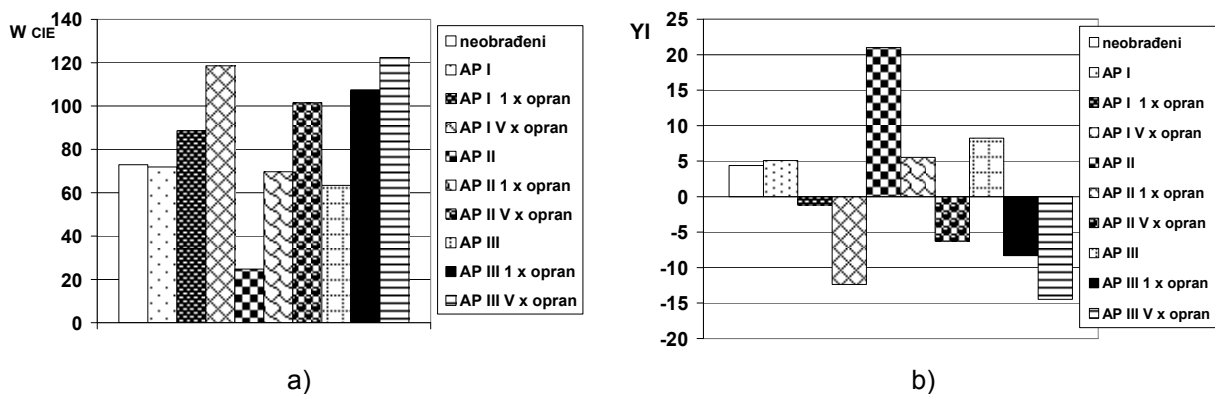 W CIE
140
120
100
80
60
40
20
0
neobrađeni
AP I
AP I 1 x opran
AP I V x opran
AP II
AP II 1 x opran
AP II V x opran
AP III
AP III 1 x opran
AP III V x opran
a)
YI
25
20
15
10
5
0
-5
-10
-15
-20
neobrađeni
AP I
AP I 1 x opran
AP I V x opran
AP II
AP II 1 x opran
AP II V x opran
AP III
AP III 1 x opran
AP III V x opran
b)